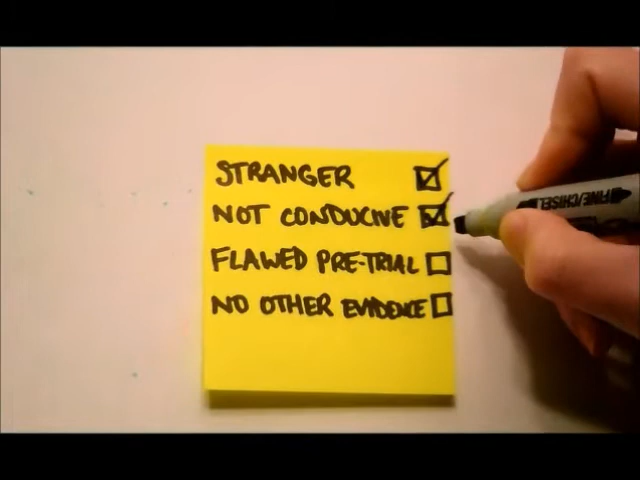 STRANGER
NOT CONDUCIVE
FLAWED PRE-TRIAL
NO OTHER EVIDENCE
FINE/CHISEL